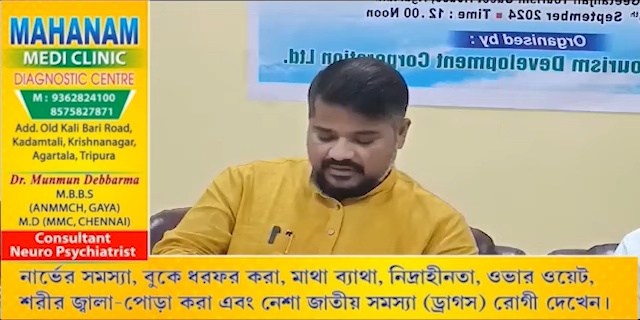 MAHANAM
MEDI CLINIC
DIAGNOSTIC CENTRE
M : 9362824100
8575827871
Add. Old Kali Bari Road,
Kadamtali, Krishnanagar,
Agartala, Tripura
Dr. Munmun Debbarma
M.B.B.S
(ANMMCH, GAYA)
M.D (MMC, CHENNAI)
Consultant
Neuro Psychiatrist
September 2024 ▪ Time : 12 : 00 Noon
Organised by :
Tourism Development Corporation Ltd.
নার্ভের সমস্যা, বুকে ধরফর করা, মাথা ব্যাথা, নিদ্রাহীনতা, ওভার ওয়েট,
শরীর জ্বালা-পোড়া করা এবং নেশা জাতীয় সমস্যা (ড্রাগস) রোগী দেখেন।